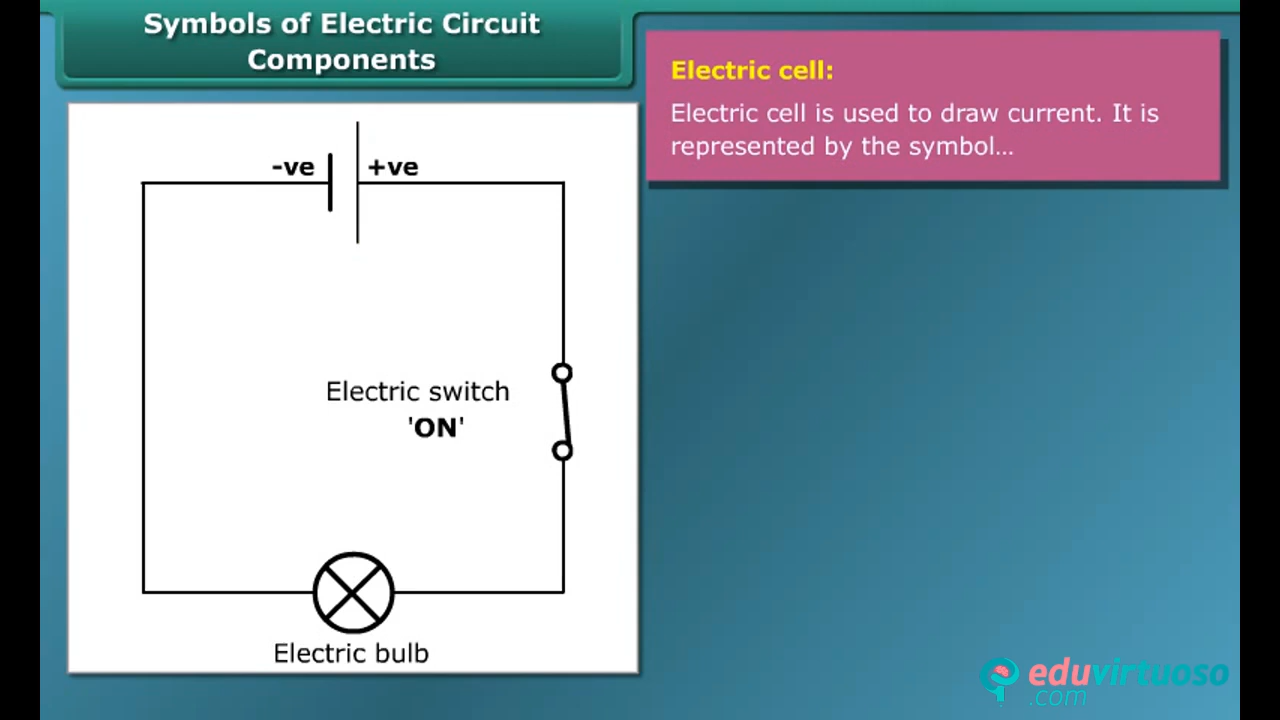 Symbols of Electric Circuit
Components
Electric cell:
Electric cell is used to draw current. It is
represented by the symbol...
-ve
+ve
Electric switch
'ON'
Electric bulb
eduvirtuoso
.com